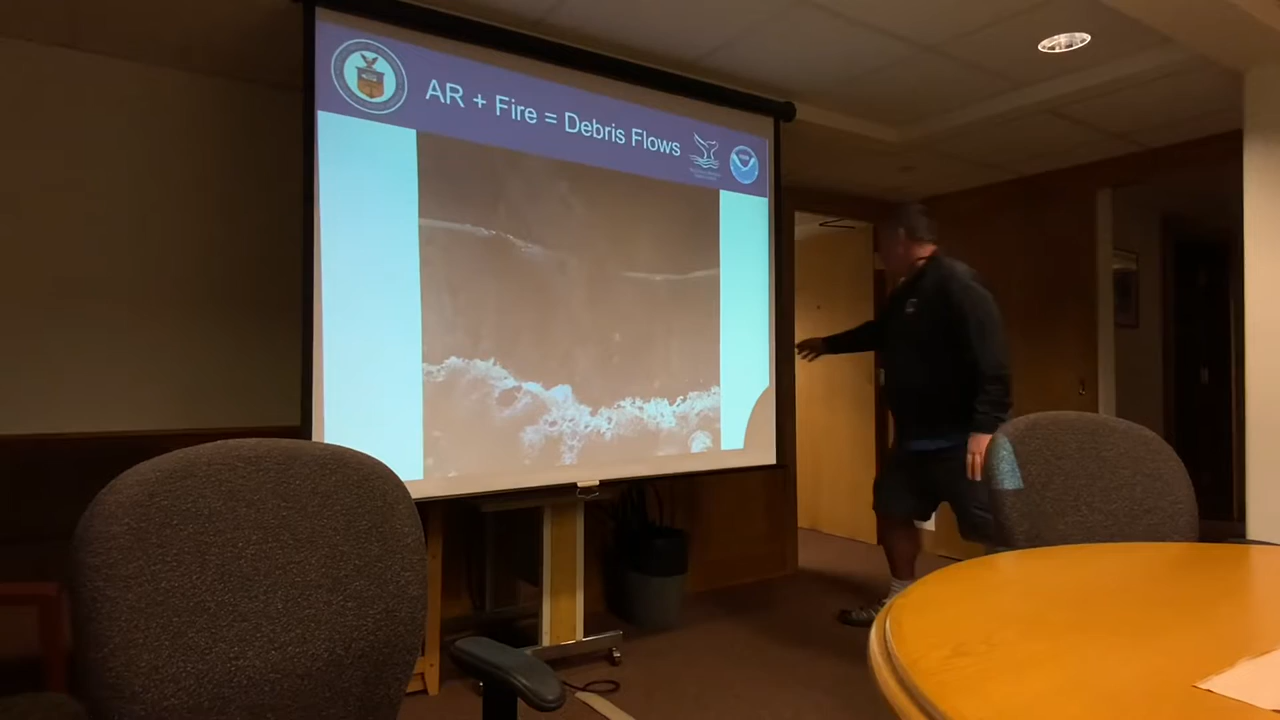 AR + Fire = Debris Flows